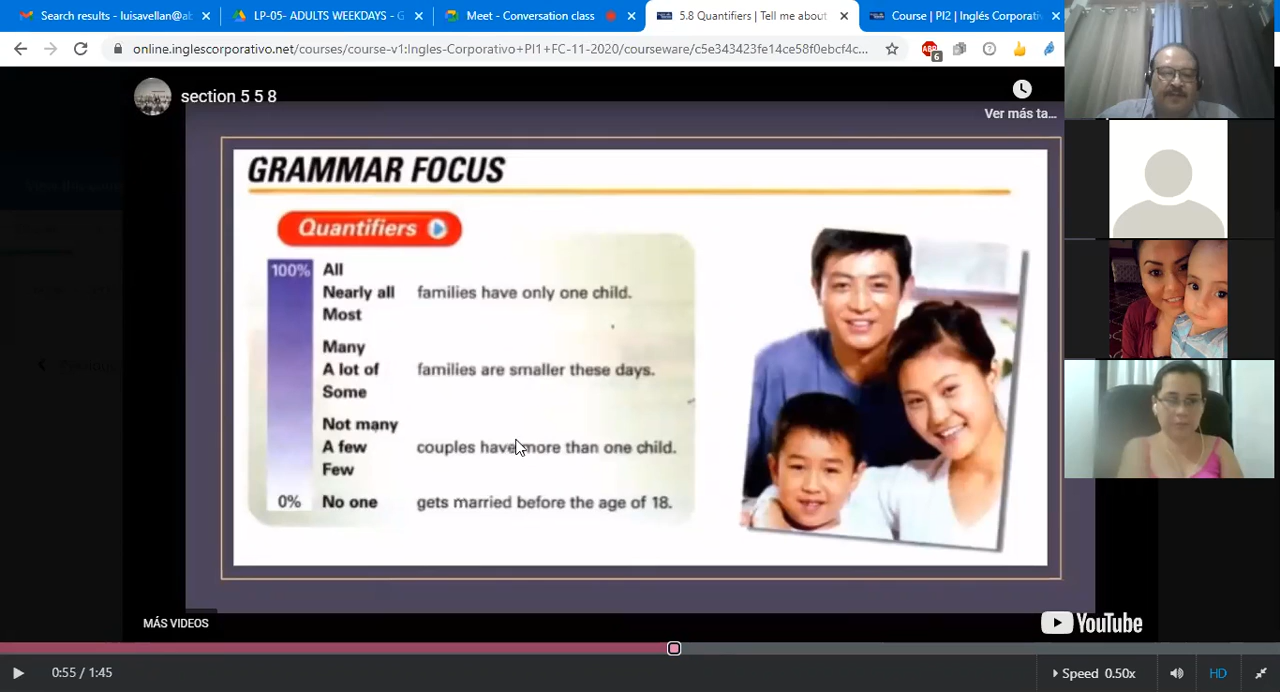 Search results - luisavellan@ab
LP-05- ADULTS WEEKDAYS - G
Meet - Conversation class
5.8 Quantifiers | Tell me about
Course | PI2 | Inglés Corporativ
online.inglescorporativo.net/courses/course-v1:Ingles-Corporativo+PI1+FC-11-2020/courseware/c5e343423fe14ce58f0ebcf4c...
ABP
6
section 5 5 8
Ver más ta...
GRAMMAR FOCUS
Quantifiers
100% All
Nearly all families have only one child.
Most
Many
A lot of families are smaller these days.
Some
Not many
A few couples have more than one child.
Few
0% No one gets married before the age of 18.
MÁS VIDEOS
YouTube
0:55 / 1:45
Speed 0.50x
HD